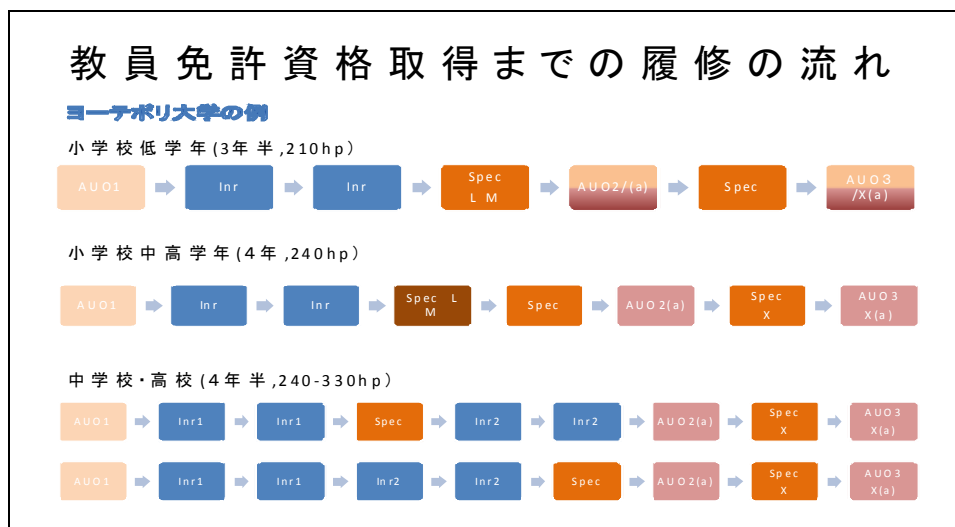 教員免許資格取得までの履修の流れ
ヨーテボリ大学の例
小学校低学年(3年半,210hp)
AUO1
Inr
Inr
Spec
L M
AUO2/(a)
Spec
AUO3
/X(a)
小学校中高学年(4年,240hp)
AUO1
Inr
Inr
Spec L
M
Spec
AUO2(a)
Spec
X
AUO3
X(a)
中学校・高校(4年半,240-330hp)
AUO1
Inr1
Inr1
Spec
Inr2
Inr2
AUO2(a)
Spec
X
AUO3
X(a)
AUO1
Inr1
Inr1
Inr2
Inr2
Spec
AUO2(a)
Spec
X
AUO3
X(a)